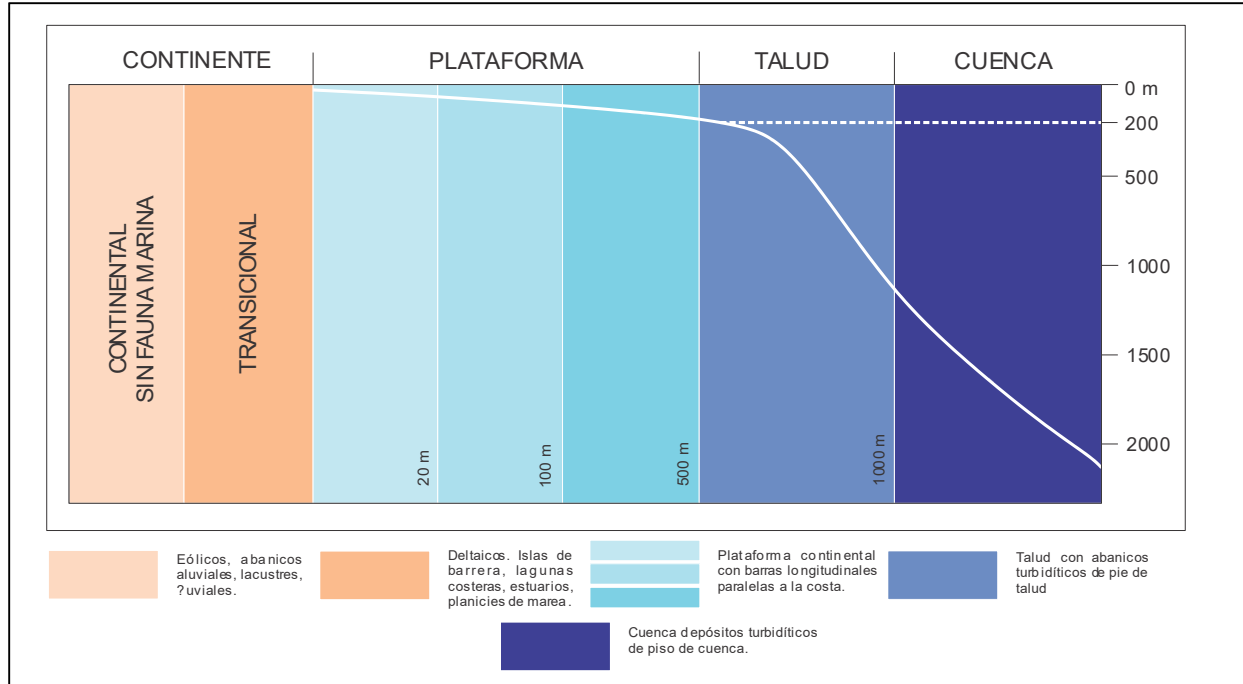 CONTINENTE
PLATAFORMA
TALUD
CUENCA
0 m
200
500
1000
1500
2000
CONTINENTAL
SIN FAUNA MARINA
TRANSICIONAL
20 m
100 m
500 m
1000 m
Eólicos, abanicos
aluviales, lacustres,
?uviales.
Deltaicos. Islas de
barrera, lagunas
costeras, estuarios,
planicies de marea.
Plataforma continental
con barras longitudinales
paralelas a la costa.
Talud con abanicos
turbidíticos de pie de
talud
Cuenca depósitos turbidíticos
de piso de cuenca.